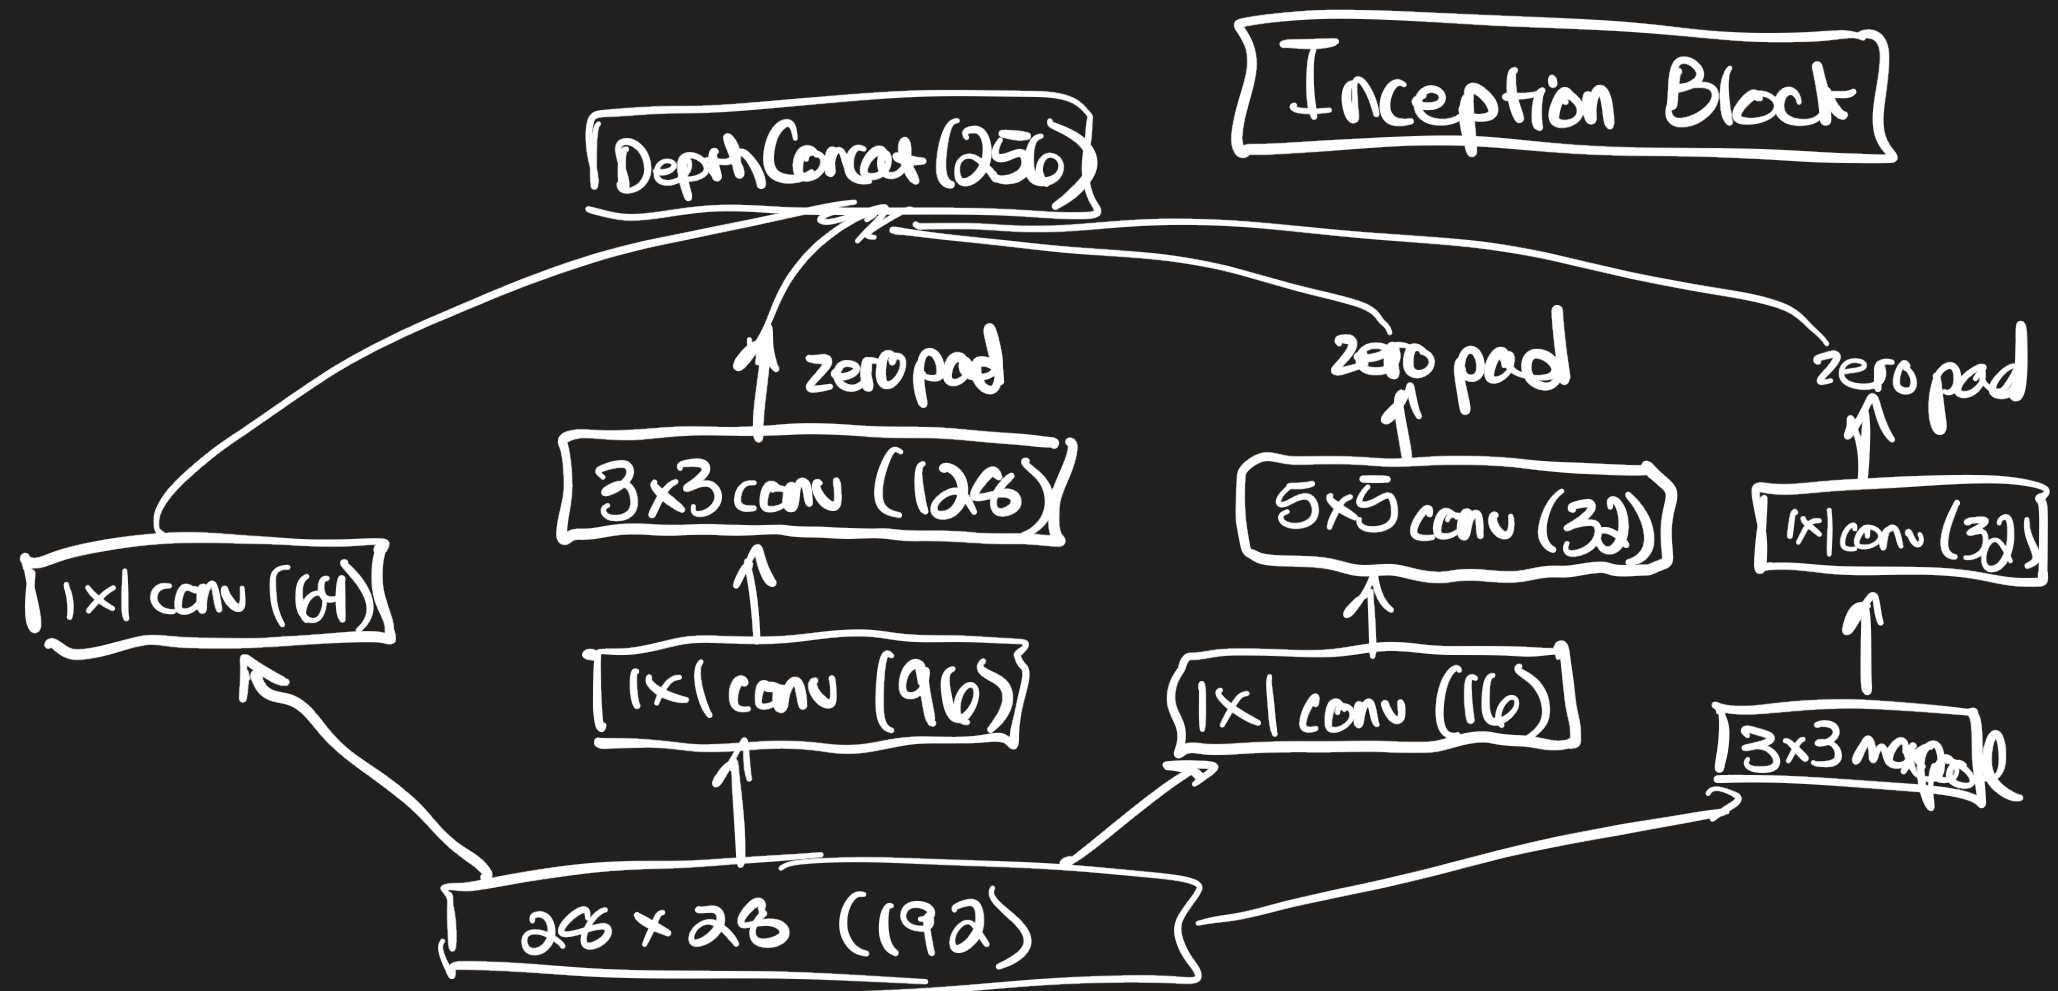 Inception Block
DepthConcat (256)
zero pad
zero pad
zero pad
3x3 conv (128)
5x5 conv (32)
1x1 conv (32)
1x1 conv (64)
1x1 conv (96)
1x1 conv (16)
3x3 maxpool
28 x 28 (192)